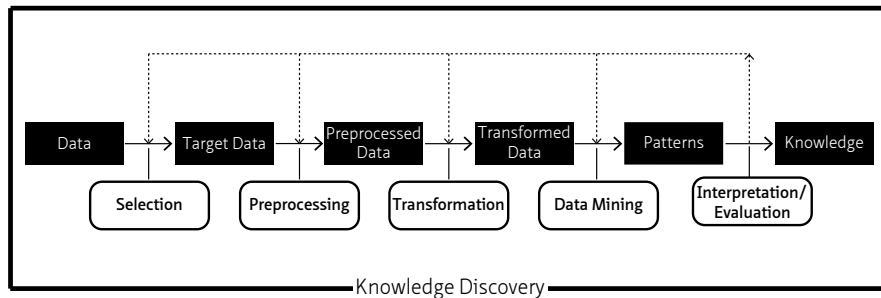 Data
Target Data
Preprocessed
Data
Transformed
Data
Patterns
Knowledge
Selection
Preprocessing
Transformation
Data Mining
Interpretation/
Evaluation
Knowledge Discovery